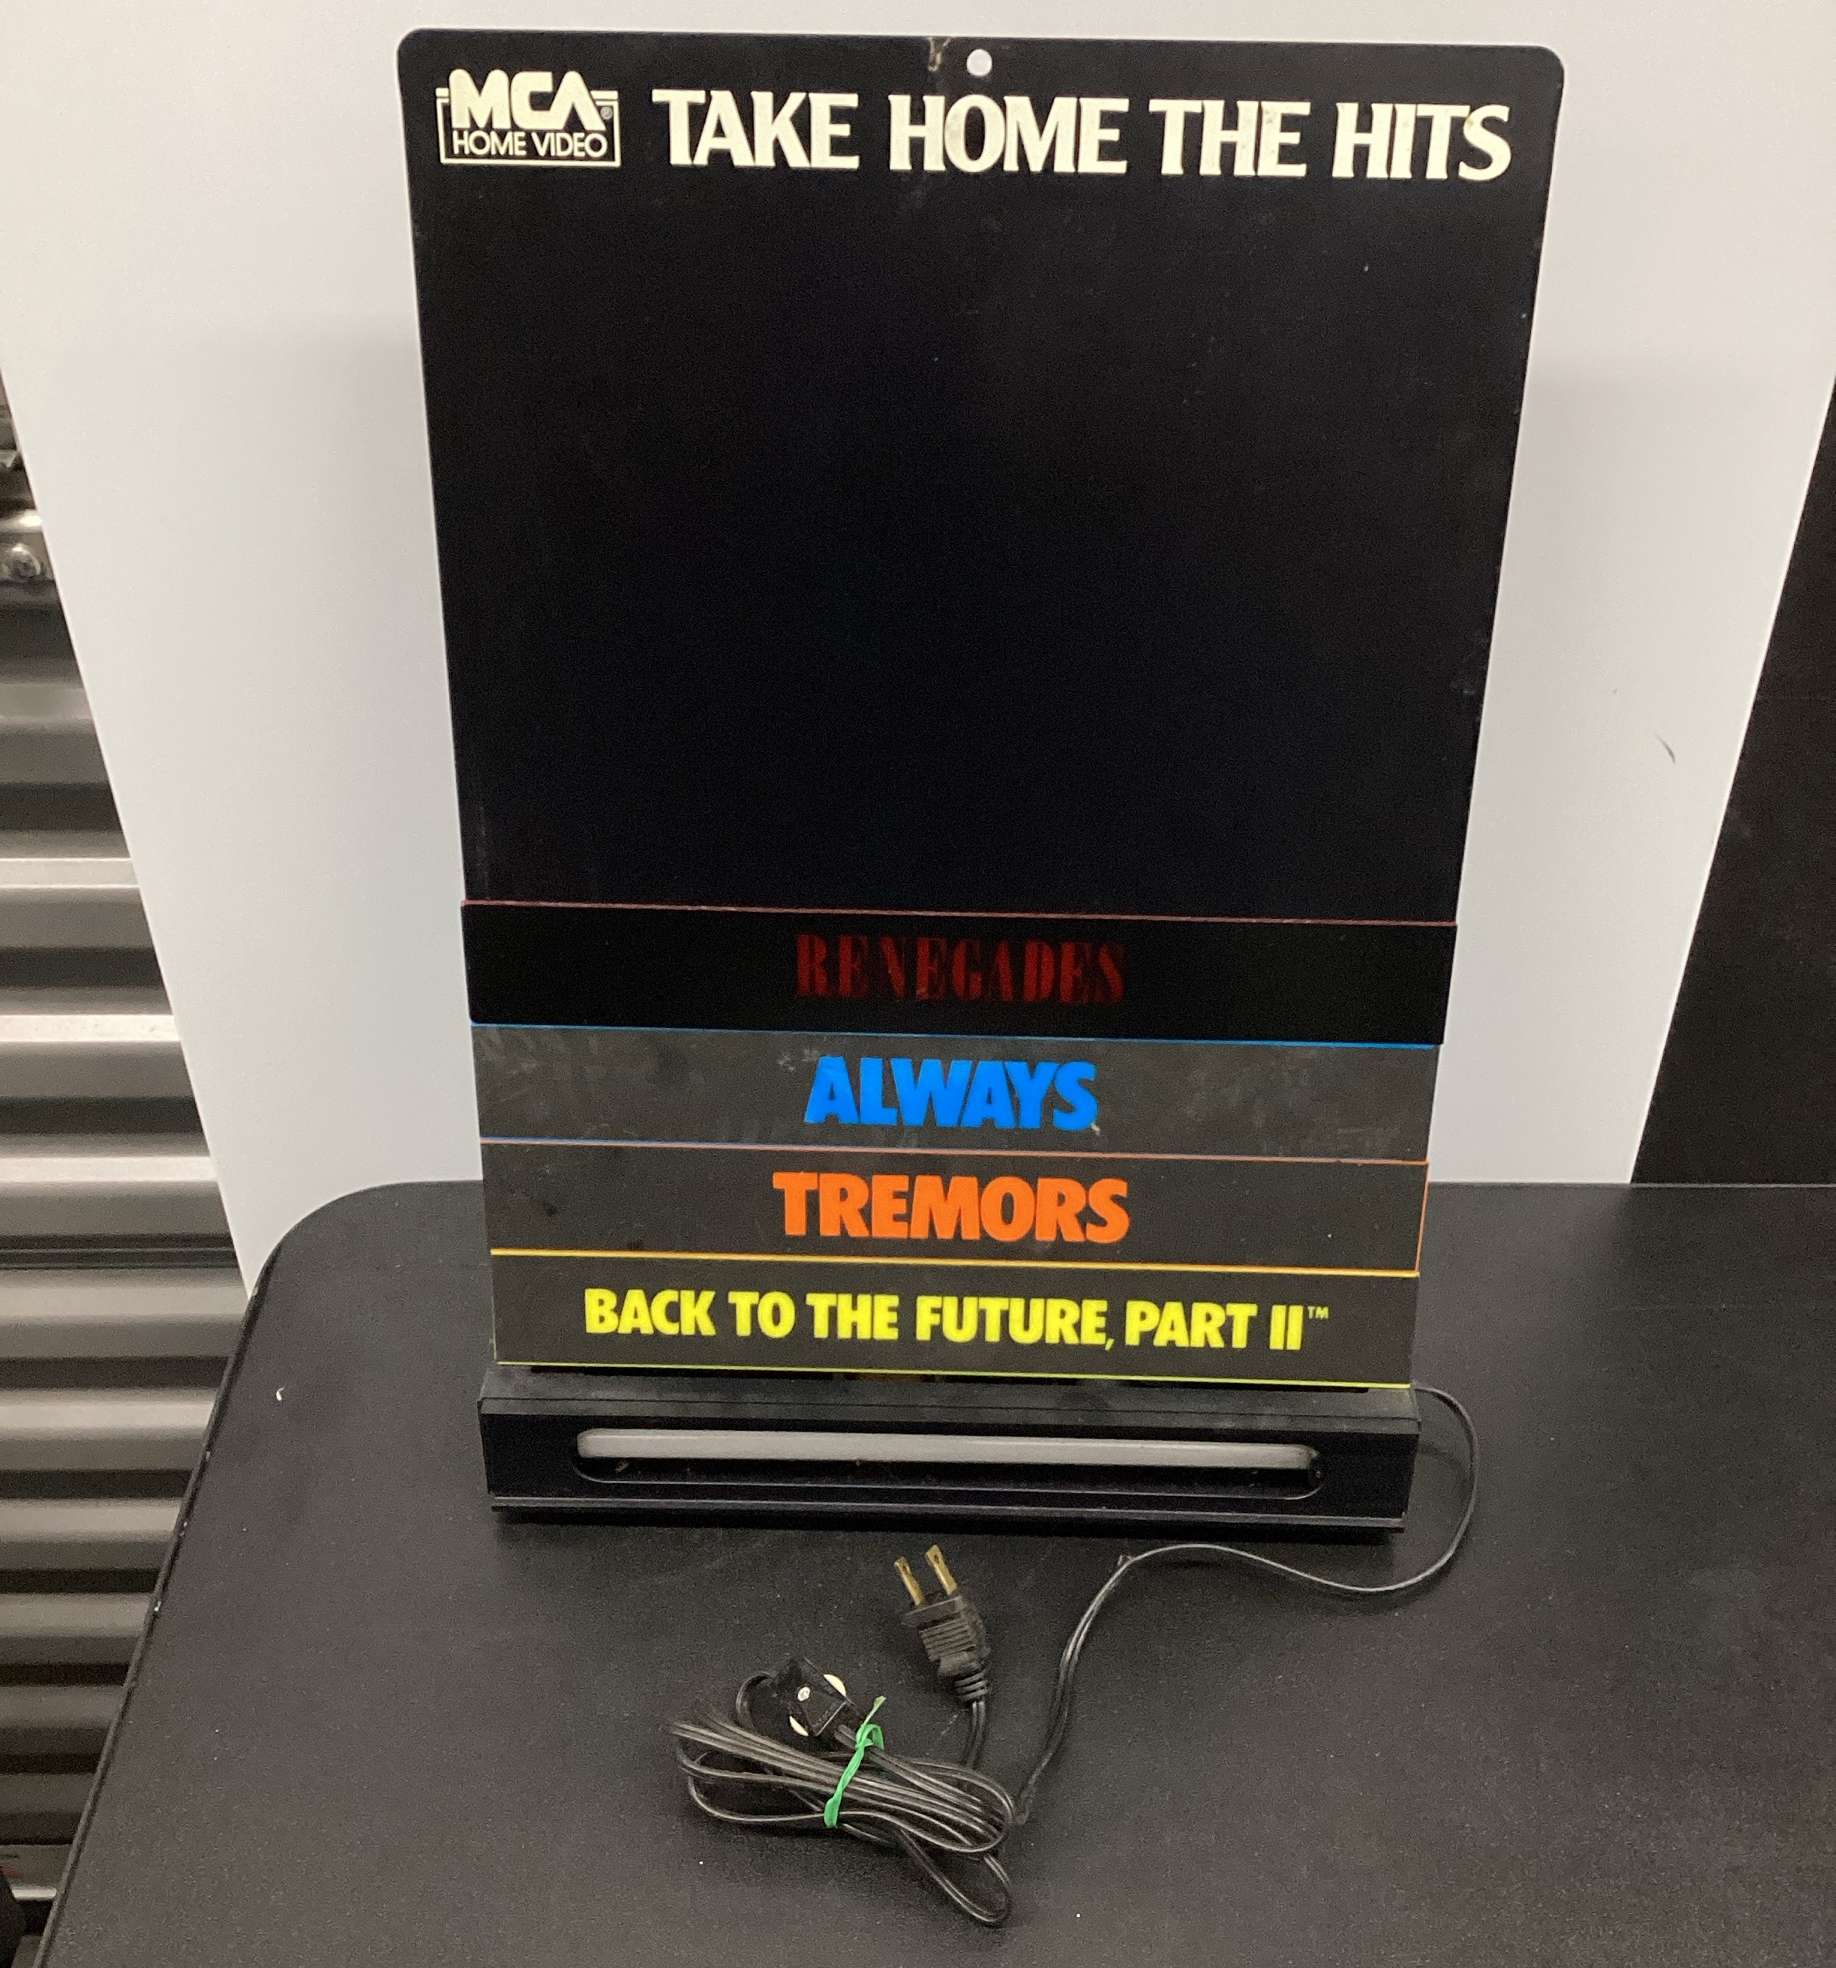 MCA® TAKE HOME THE HITS
HOME VIDEO
RENEGADES
ALWAYS
TREMORS
BACK TO THE FUTURE, PART II™